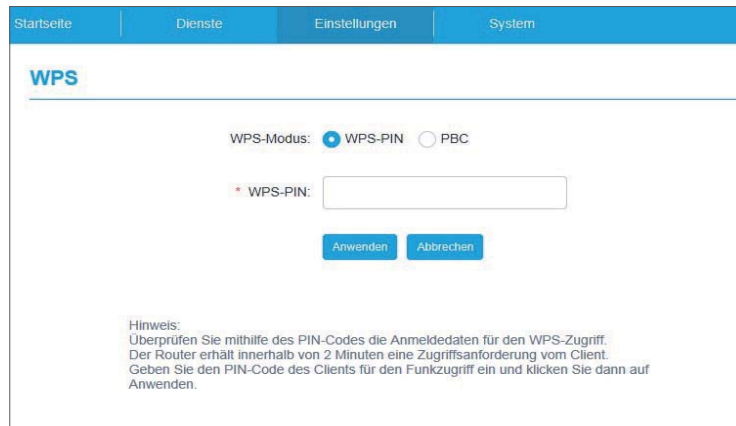 Startseite Dienste Einstellungen System
WPS
WPS-Modus: WPS-PIN PBC
* WPS-PIN:
Anwenden Abbrechen
Hinweis:
Überprüfen Sie mithilfe des PIN-Codes die Anmeldedaten für den WPS-Zugriff.
Der Router erhält innerhalb von 2 Minuten eine Zugriffsanforderung vom Client.
Geben Sie den PIN-Code des Clients für den Funkzugriff ein und klicken Sie dann auf
Anwenden.